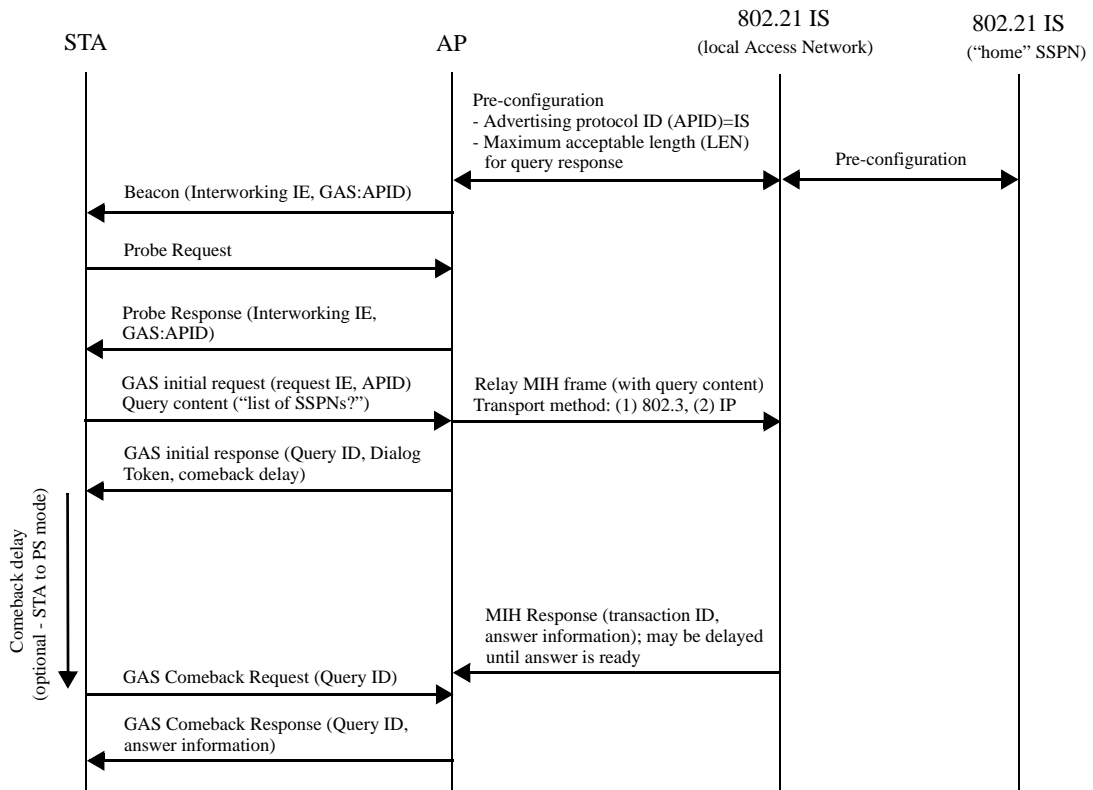 STA
AP
802.21 IS
(local Access Network)
802.21 IS
(“home” SSPN)
Pre-configuration
- Advertising protocol ID (APID)=IS
- Maximum acceptable length (LEN)
for query response
Pre-configuration
Beacon (Interworking IE, GAS:APID)
Probe Request
Probe Response (Interworking IE,
GAS:APID)
GAS initial request (request IE, APID)
Query content (“list of SSPNs?”)
Relay MIH frame (with query content)
Transport method: (1) 802.3, (2) IP
GAS initial response (Query ID, Dialog
Token, comeback delay)
Comeback delay
(optional - STA to PS mode)
MIH Response (transaction ID,
answer information); may be delayed
until answer is ready
GAS Comeback Request (Query ID)
GAS Comeback Response (Query ID,
answer information)